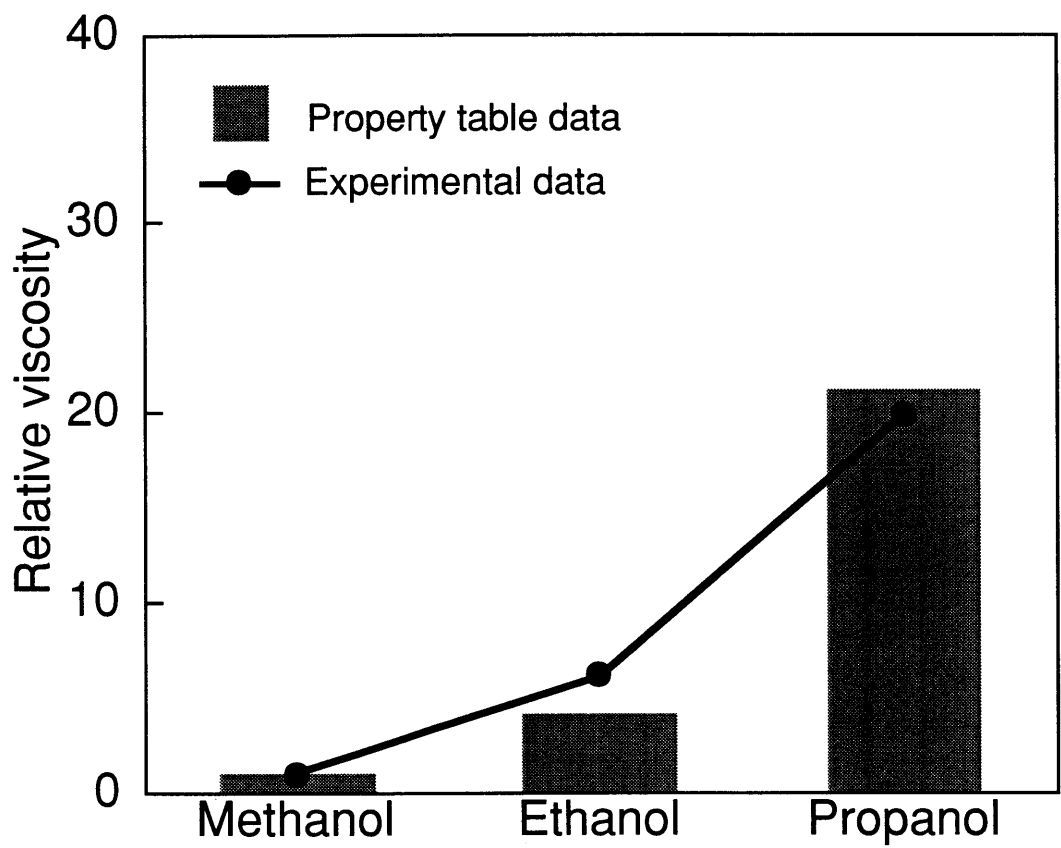 40
30
20
10
0
Relative viscosity
Property table data
Experimental data
Methanol
Ethanol
Propanol